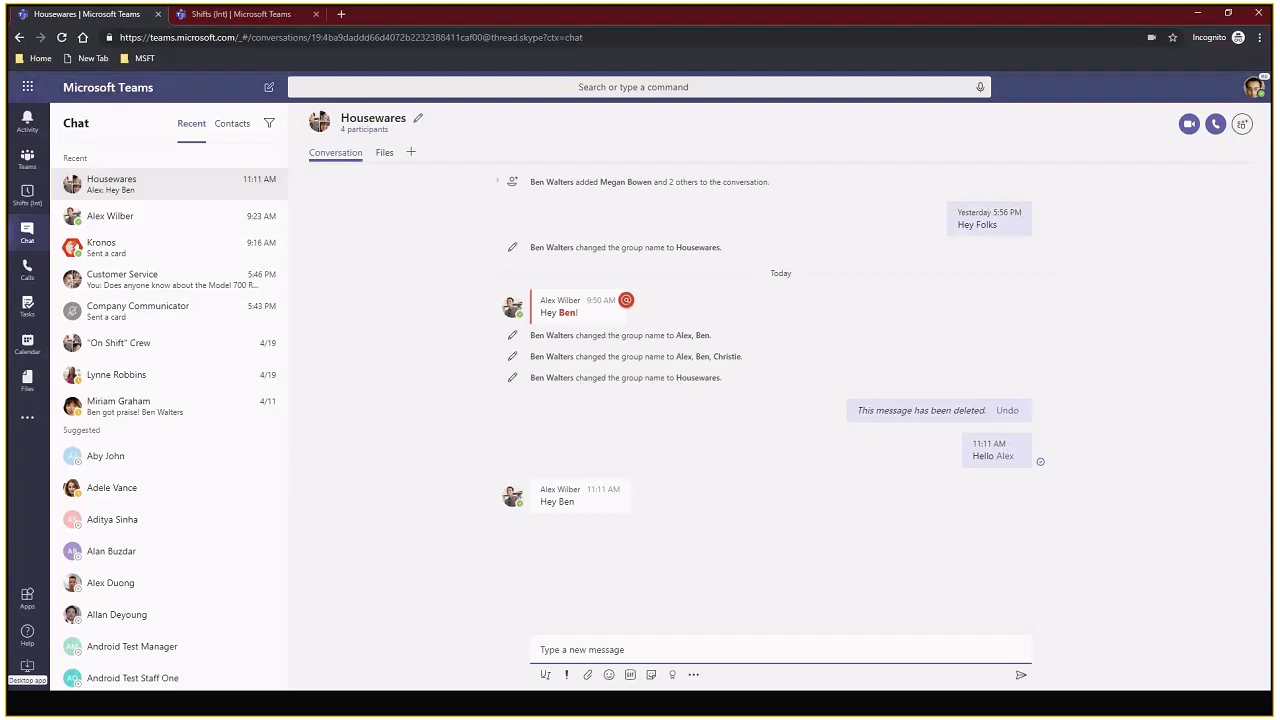 Housewares | Microsoft Teams
Shifts (Int) | Microsoft Teams
https://teams.microsoft.com/_#/conversations/19:4ba9daddd66d4072b2232388411caf00@thread.skype?ctx=chat
Incognito
Home
New Tab
MSFT
Microsoft Teams
Search or type a command
Activity
Teams
Shifts (Int)
Chat
Calls
Tasks
Calendar
Files
Apps
Help
Desktop app
Chat
Recent
Contacts
Recent
Housewares 11:11 AM
Alex: Hey Ben
Alex Wilber 9:23 AM
Kronos 9:16 AM
Sent a card
Customer Service 5:46 PM
You: Does anyone know about the Model 700 R...
Company Communicator 5:43 PM
Sent a card
"On Shift" Crew 4/19
Lynne Robbins 4/19
Miriam Graham 4/11
Ben got praise! Ben Walters
Suggested
Aby John
Adele Vance
Aditya Sinha
AB Alan Buzdar
Alex Duong
Allan Deyoung
Android Test Manager
Android Test Staff One
Housewares
4 participants
Conversation
Files
Ben Walters added Megan Bowen and 2 others to the conversation.
Yesterday 5:56 PM
Hey Folks
Ben Walters changed the group name to Housewares.
Today
Alex Wilber 9:50 AM
Hey Ben!
Ben Walters changed the group name to Alex, Ben.
Ben Walters changed the group name to Alex, Ben, Christie.
Ben Walters changed the group name to Housewares.
This message has been deleted. Undo
11:11 AM
Hello Alex
Alex Wilber 11:11 AM
Hey Ben
Type a new message
GIF